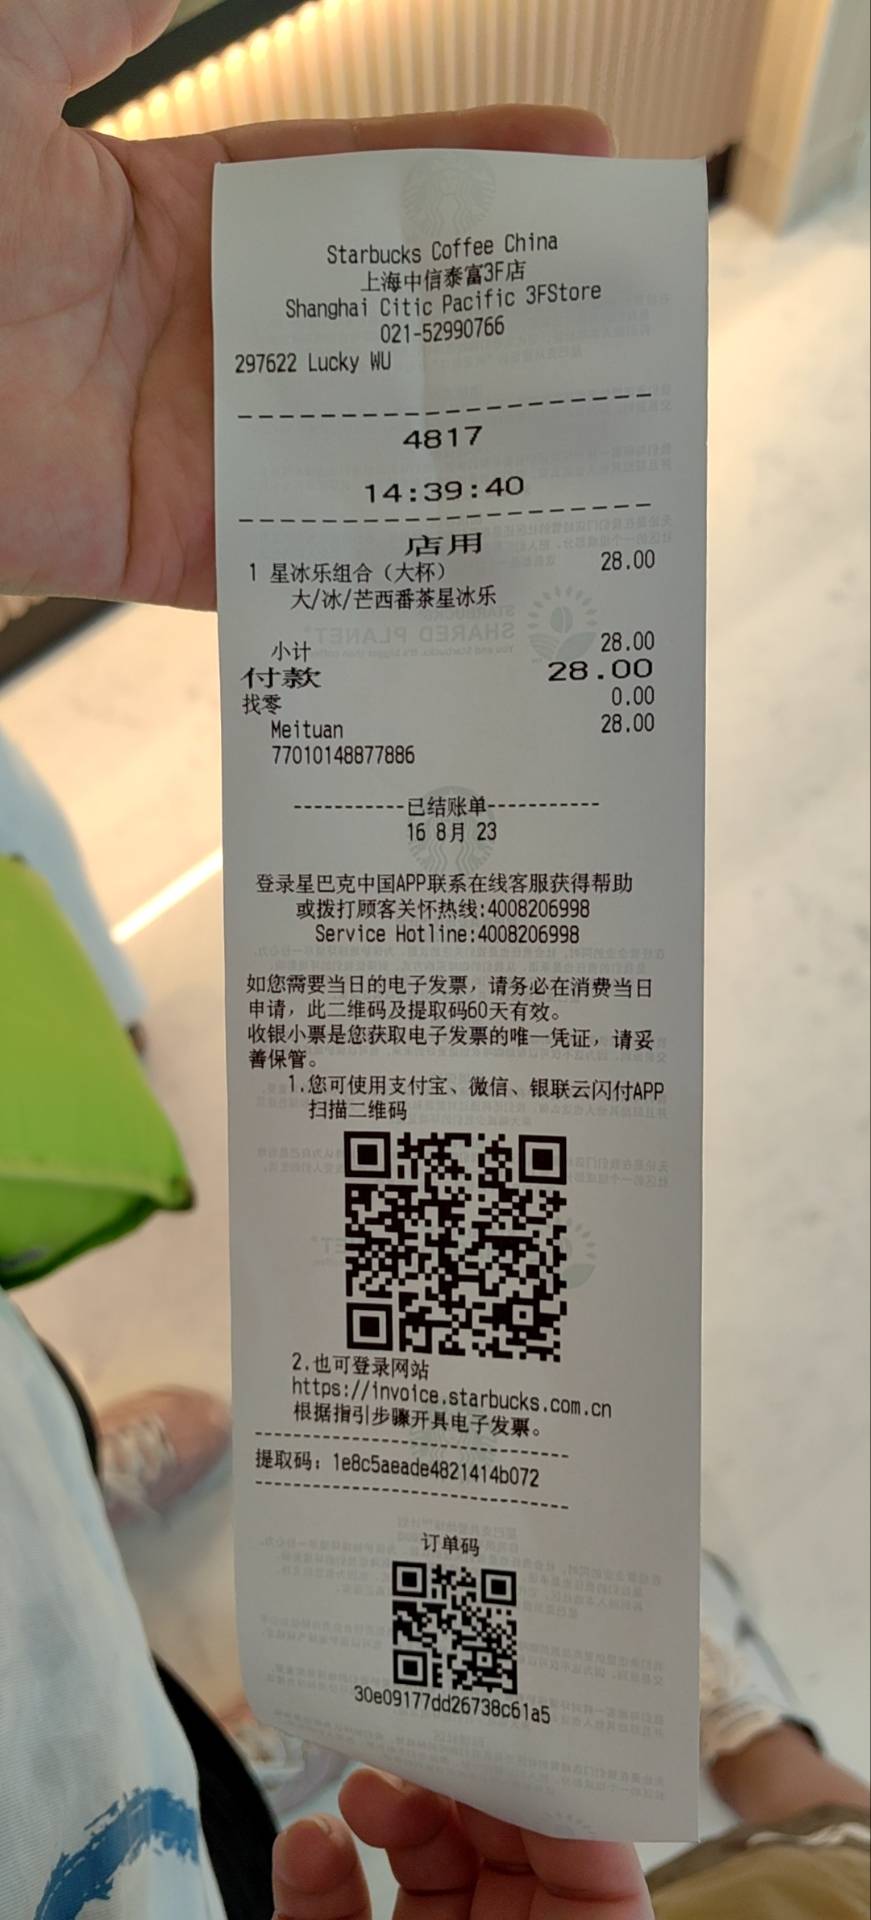 Starbucks Coffee China
上海中信泰富3F店
Shanghai Citic Pacific 3FStore
021-52990766
297622 Lucky WU
4817
14:39:40
店用
1 星冰乐组合（大杯） 28.00
大/冰/芒西番茶星冰乐
小计 28.00
付款 28.00
找零 0.00
Meituan 28.00
77010148877886
-----------已结账单-----------
16 8月 23
登录星巴克中国APP联系在线客服获得帮助
或拨打顾客关怀热线:4008206998
Service Hotline:4008206998
如您需要当日的电子发票，请务必在消费当日
申请，此二维码及提取码60天有效。
收银小票是您获取电子发票的唯一凭证，请妥
善保管。
1.您可使用支付宝、微信、银联云闪付APP
扫描二维码
2.也可登录网站
https://invoice.starbucks.com.cn
根据指引步骤开具电子发票。
提取码：1e8c5aeade4821414b072
订单码
30e09177dd26738c61a5